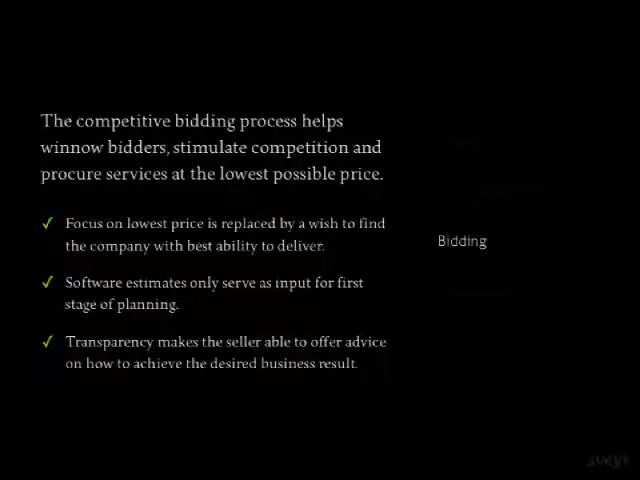 The competitive bidding process helps
winnow bidders, stimulate competition and
procure services at the lowest possible price.
✓ Focus on lowest price is replaced by a wish to find
the company with best ability to deliver.
Bidding
✓ Software estimates only serve as input for first
stage of planning.
✓ Transparency makes the seller able to offer advice
on how to achieve the desired business result.